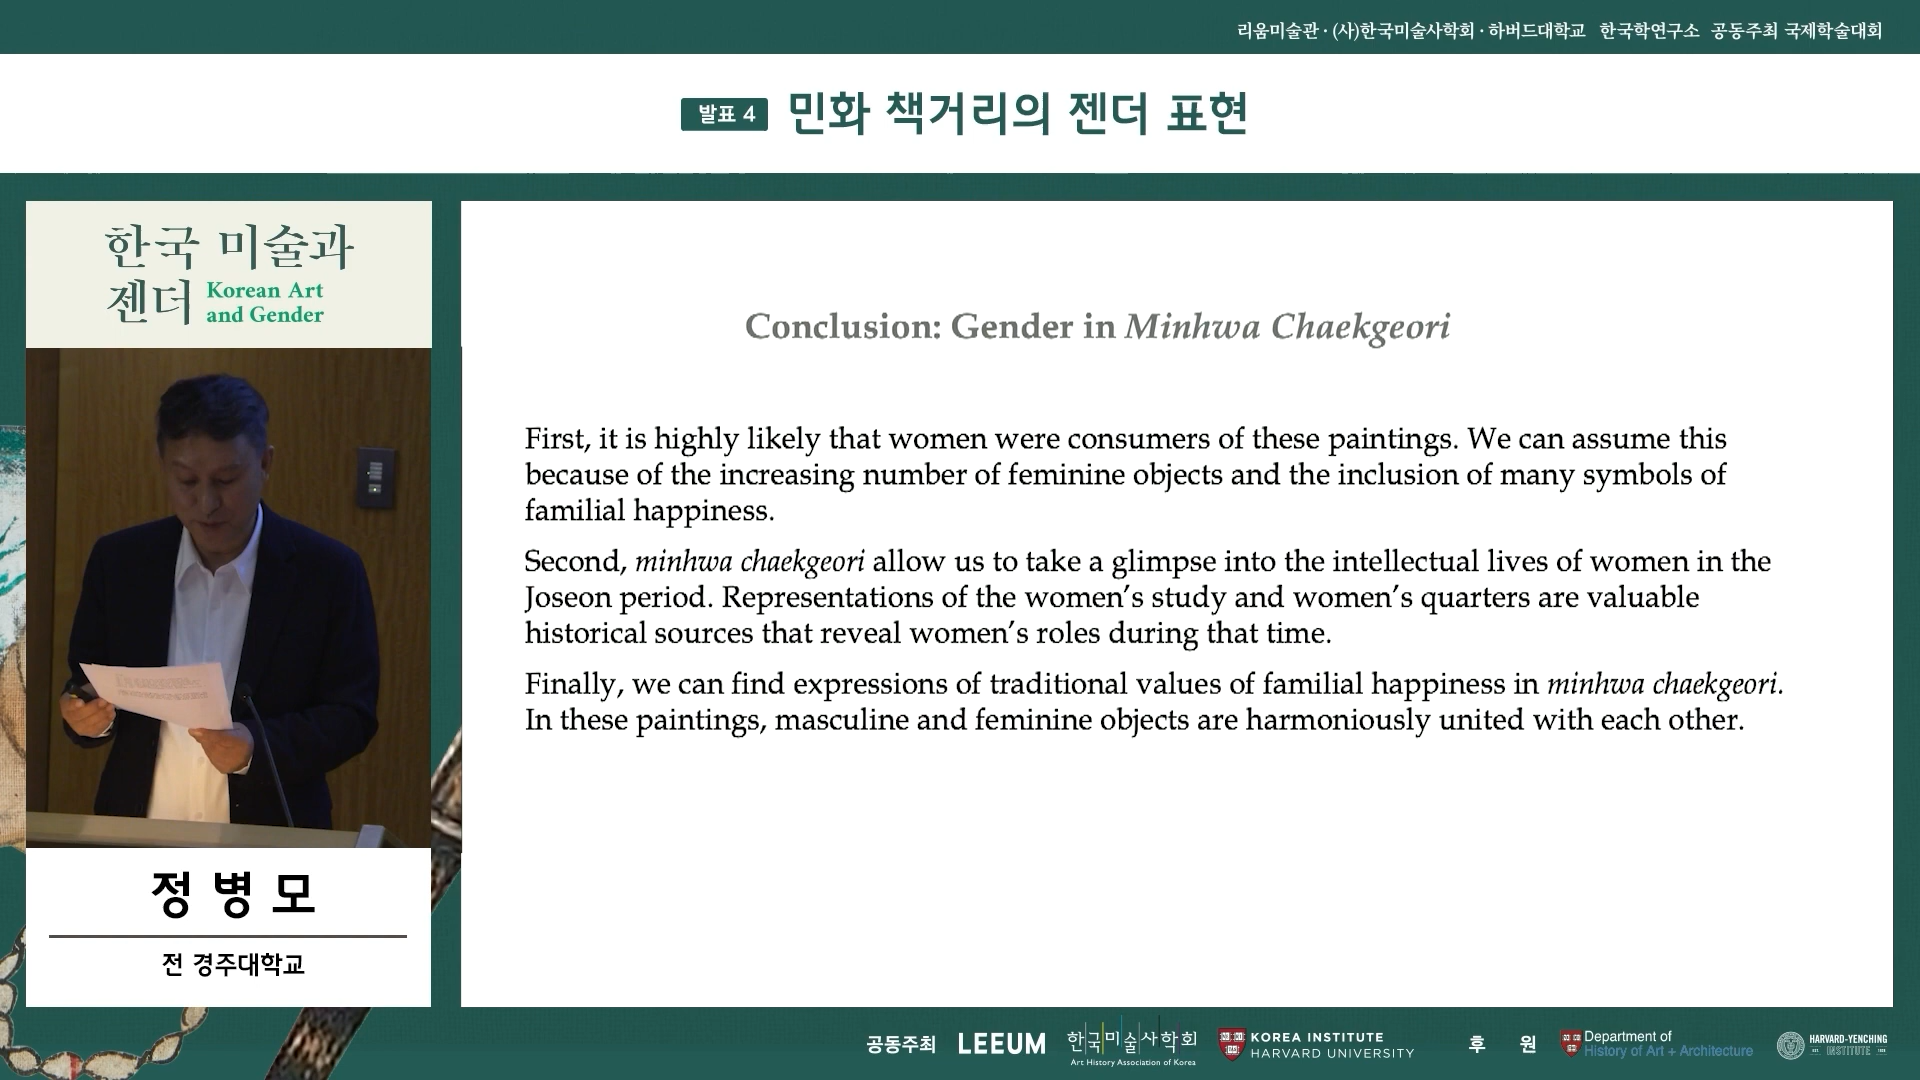 리움미술관 · (사)한국미술사학회 · 하버드대학교 한국학연구소 공동주최 국제학술대회
발표 4 민화 책거리의 젠더 표현
한국 미술과
젠더 Korean Art
and Gender
Conclusion: Gender in Minhwa Chaekgeori
First, it is highly likely that women were consumers of these paintings. We can assume this
because of the increasing number of feminine objects and the inclusion of many symbols of
familial happiness.
Second, minhwa chaekgeori allow us to take a glimpse into the intellectual lives of women in the
Joseon period. Representations of the women’s study and women’s quarters are valuable
historical sources that reveal women’s roles during that time.
Finally, we can find expressions of traditional values of familial happiness in minhwa chaekgeori.
In these paintings, masculine and feminine objects are harmoniously united with each other.
정병모
전 경주대학교
공동주최 LEEUM 한국미술사학회 Art History Association of Korea
KOREA INSTITUTE
HARVARD UNIVERSITY
후 원
Department of
History of Art + Architecture
HARVARD-YENCHING
INSTITUTE